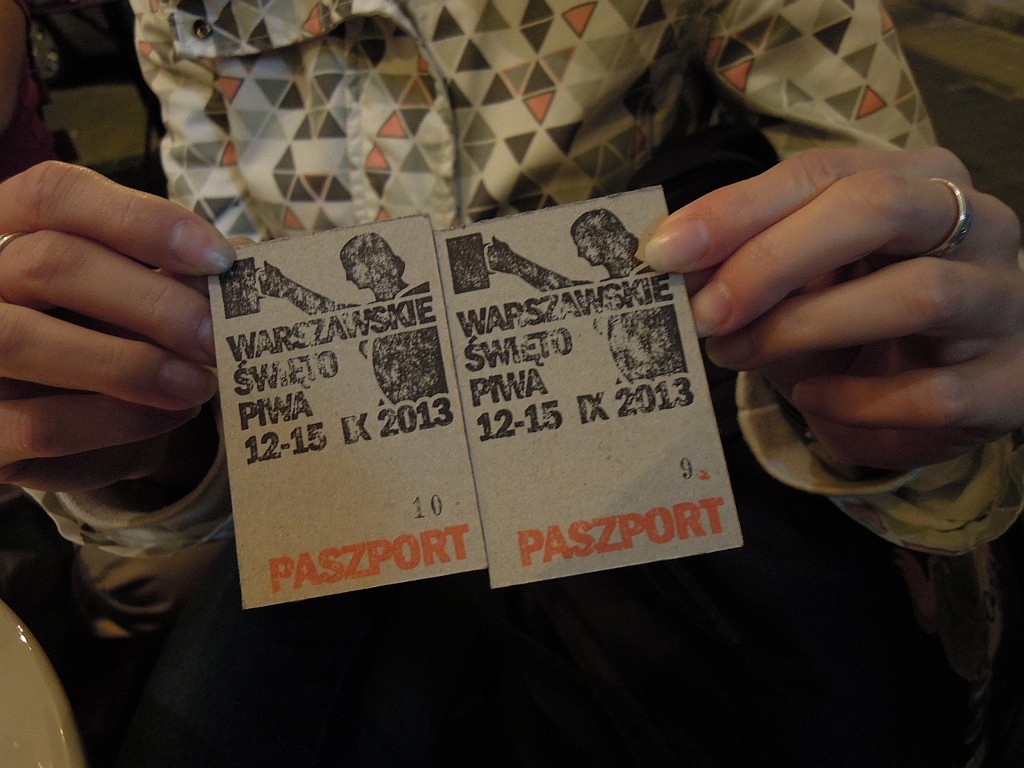 WARSZAWSKIE
ŚWIĘTO
PIWA
12-15 IX 2013
10
PASZPORT
WARSZAWSKIE
ŚWIĘTO
PIWA
12-15 IX 2013
9
PASZPORT